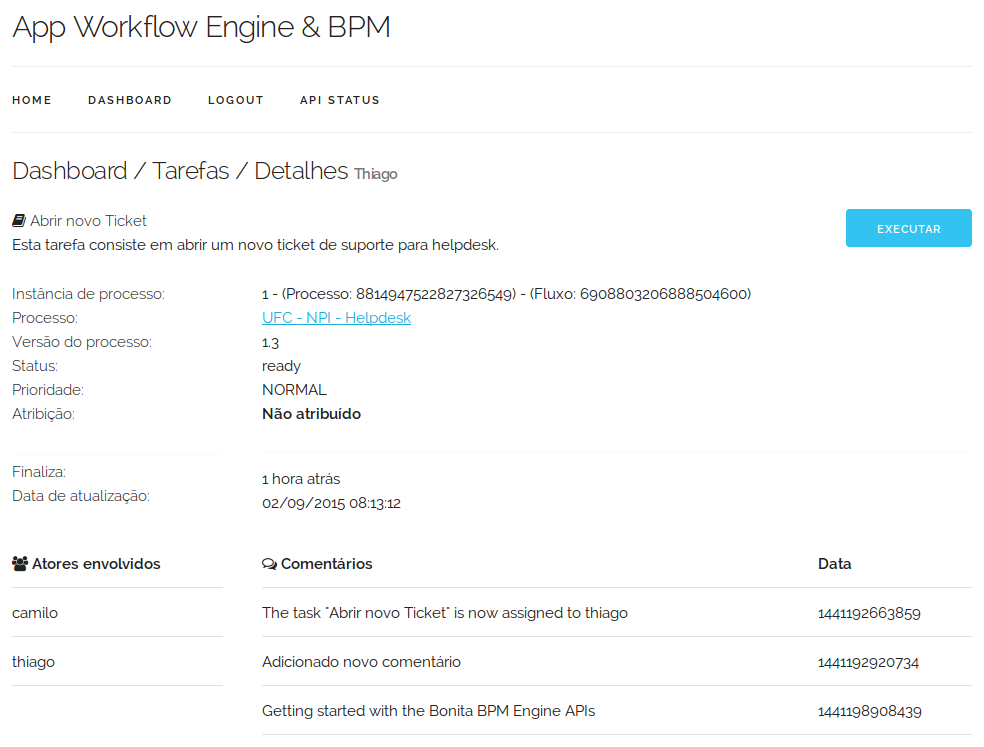 App Workflow Engine & BPM
HOME DASHBOARD LOGOUT API STATUS
Dashboard / Tarefas / Detalhes Thiago
Abrir novo Ticket
Esta tarefa consiste em abrir um novo ticket de suporte para helpdesk.
EXECUTAR
Instância de processo: 1 - (Processo: 8814947522827326549) - (Fluxo: 6908803206888504600)
Processo: UFC - NPI - Helpdesk
Versão do processo: 1.3
Status: ready
Prioridade: NORMAL
Atribição: Não atribuído
Finaliza: 1 hora atrás
Data de atualização: 02/09/2015 08:13:12
Atores envolvidos Comentários Data
camilo The task "Abrir novo Ticket" is now assigned to thiago 1441192663859
thiago Adicionado novo comentário 1441192920734
Getting started with the Bonita BPM Engine APIs 1441198908439